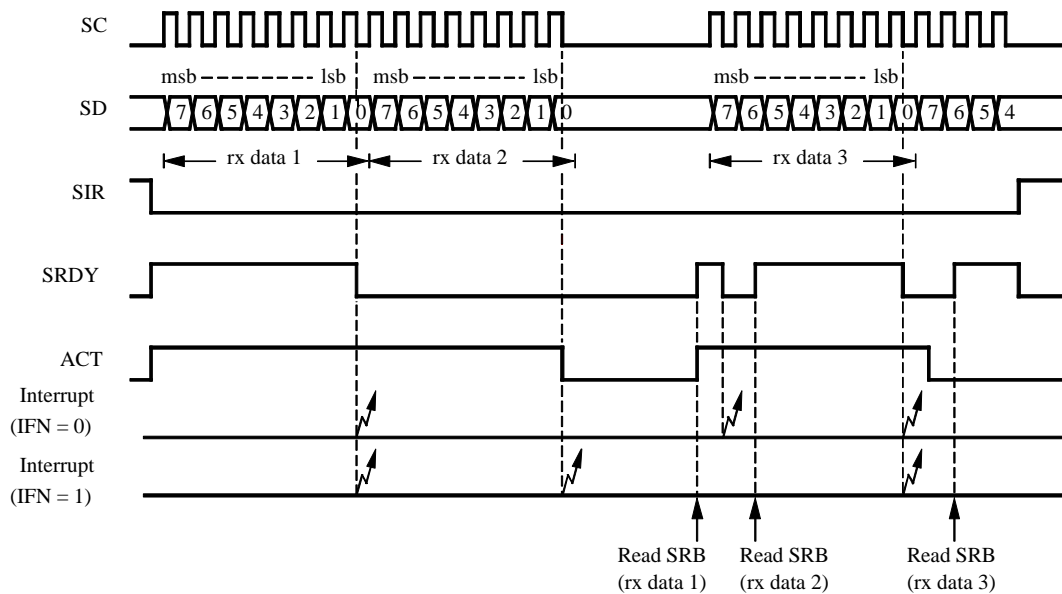 SC
msb lsb msb lsb msb lsb
SD 7 6 5 4 3 2 1 0 7 6 5 4 3 2 1 0 7 6 5 4 3 2 1 0 7 6 5 4
rx data 1 rx data 2 rx data 3
SIR
SRDY
ACT
Interrupt
(IFN = 0)
Interrupt
(IFN = 1)
Read SRB Read SRB Read SRB
(rx data 1) (rx data 2) (rx data 3)